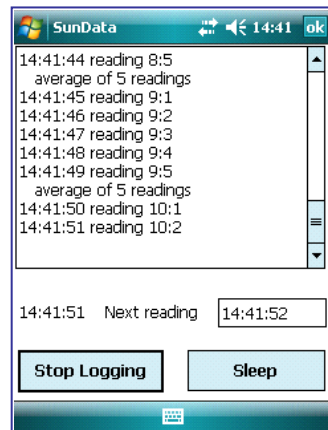 SunData 14:41 ok
14:41:44 reading 8:5
average of 5 readings
14:41:45 reading 9:1
14:41:46 reading 9:2
14:41:47 reading 9:3
14:41:48 reading 9:4
14:41:49 reading 9:5
average of 5 readings
14:41:50 reading 10:1
14:41:51 reading 10:2
14:41:51 Next reading 14:41:52
Stop Logging Sleep